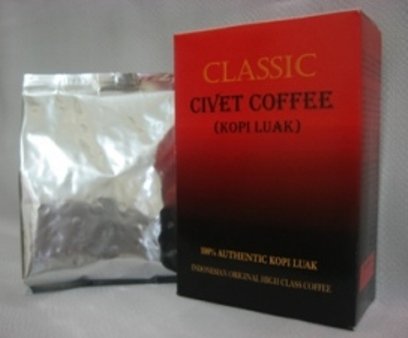 CLASSIC
CIVET COFFEE
(KOPI LUAK)
100% AUTHENTIC KOPI LUAK
INDONESIAN ORIGINAL HIGH CLASS COFFEE